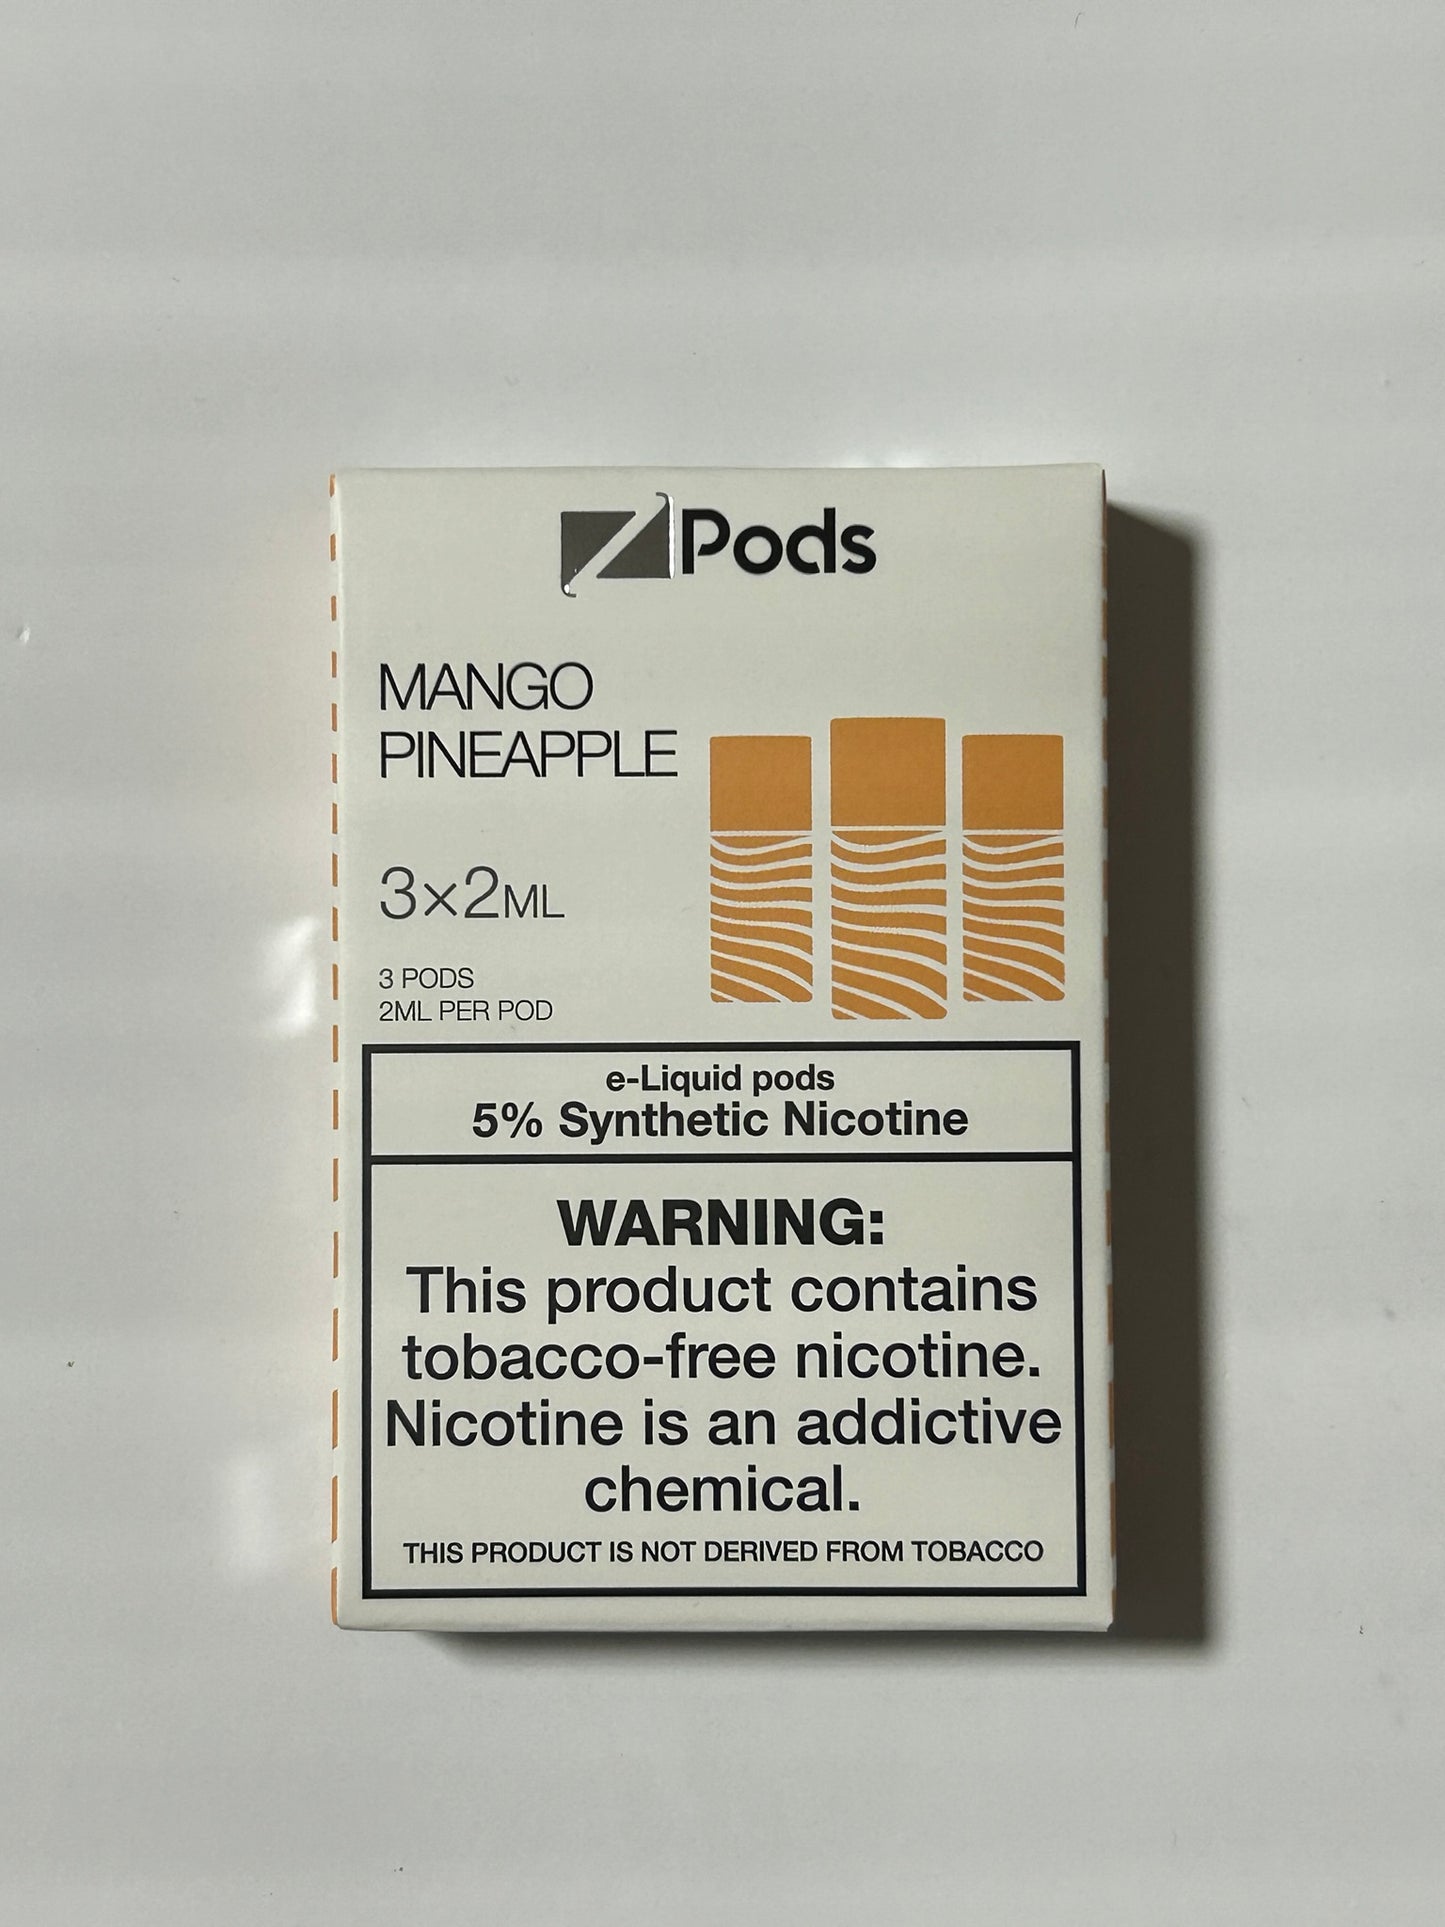 Z Pods
MANGO
PINEAPPLE
3×2ML
3 PODS
2ML PER POD
e-Liquid pods
5% Synthetic Nicotine
WARNING:
This product contains
tobacco-free nicotine.
Nicotine is an addictive
chemical.
THIS PRODUCT IS NOT DERIVED FROM TOBACCO